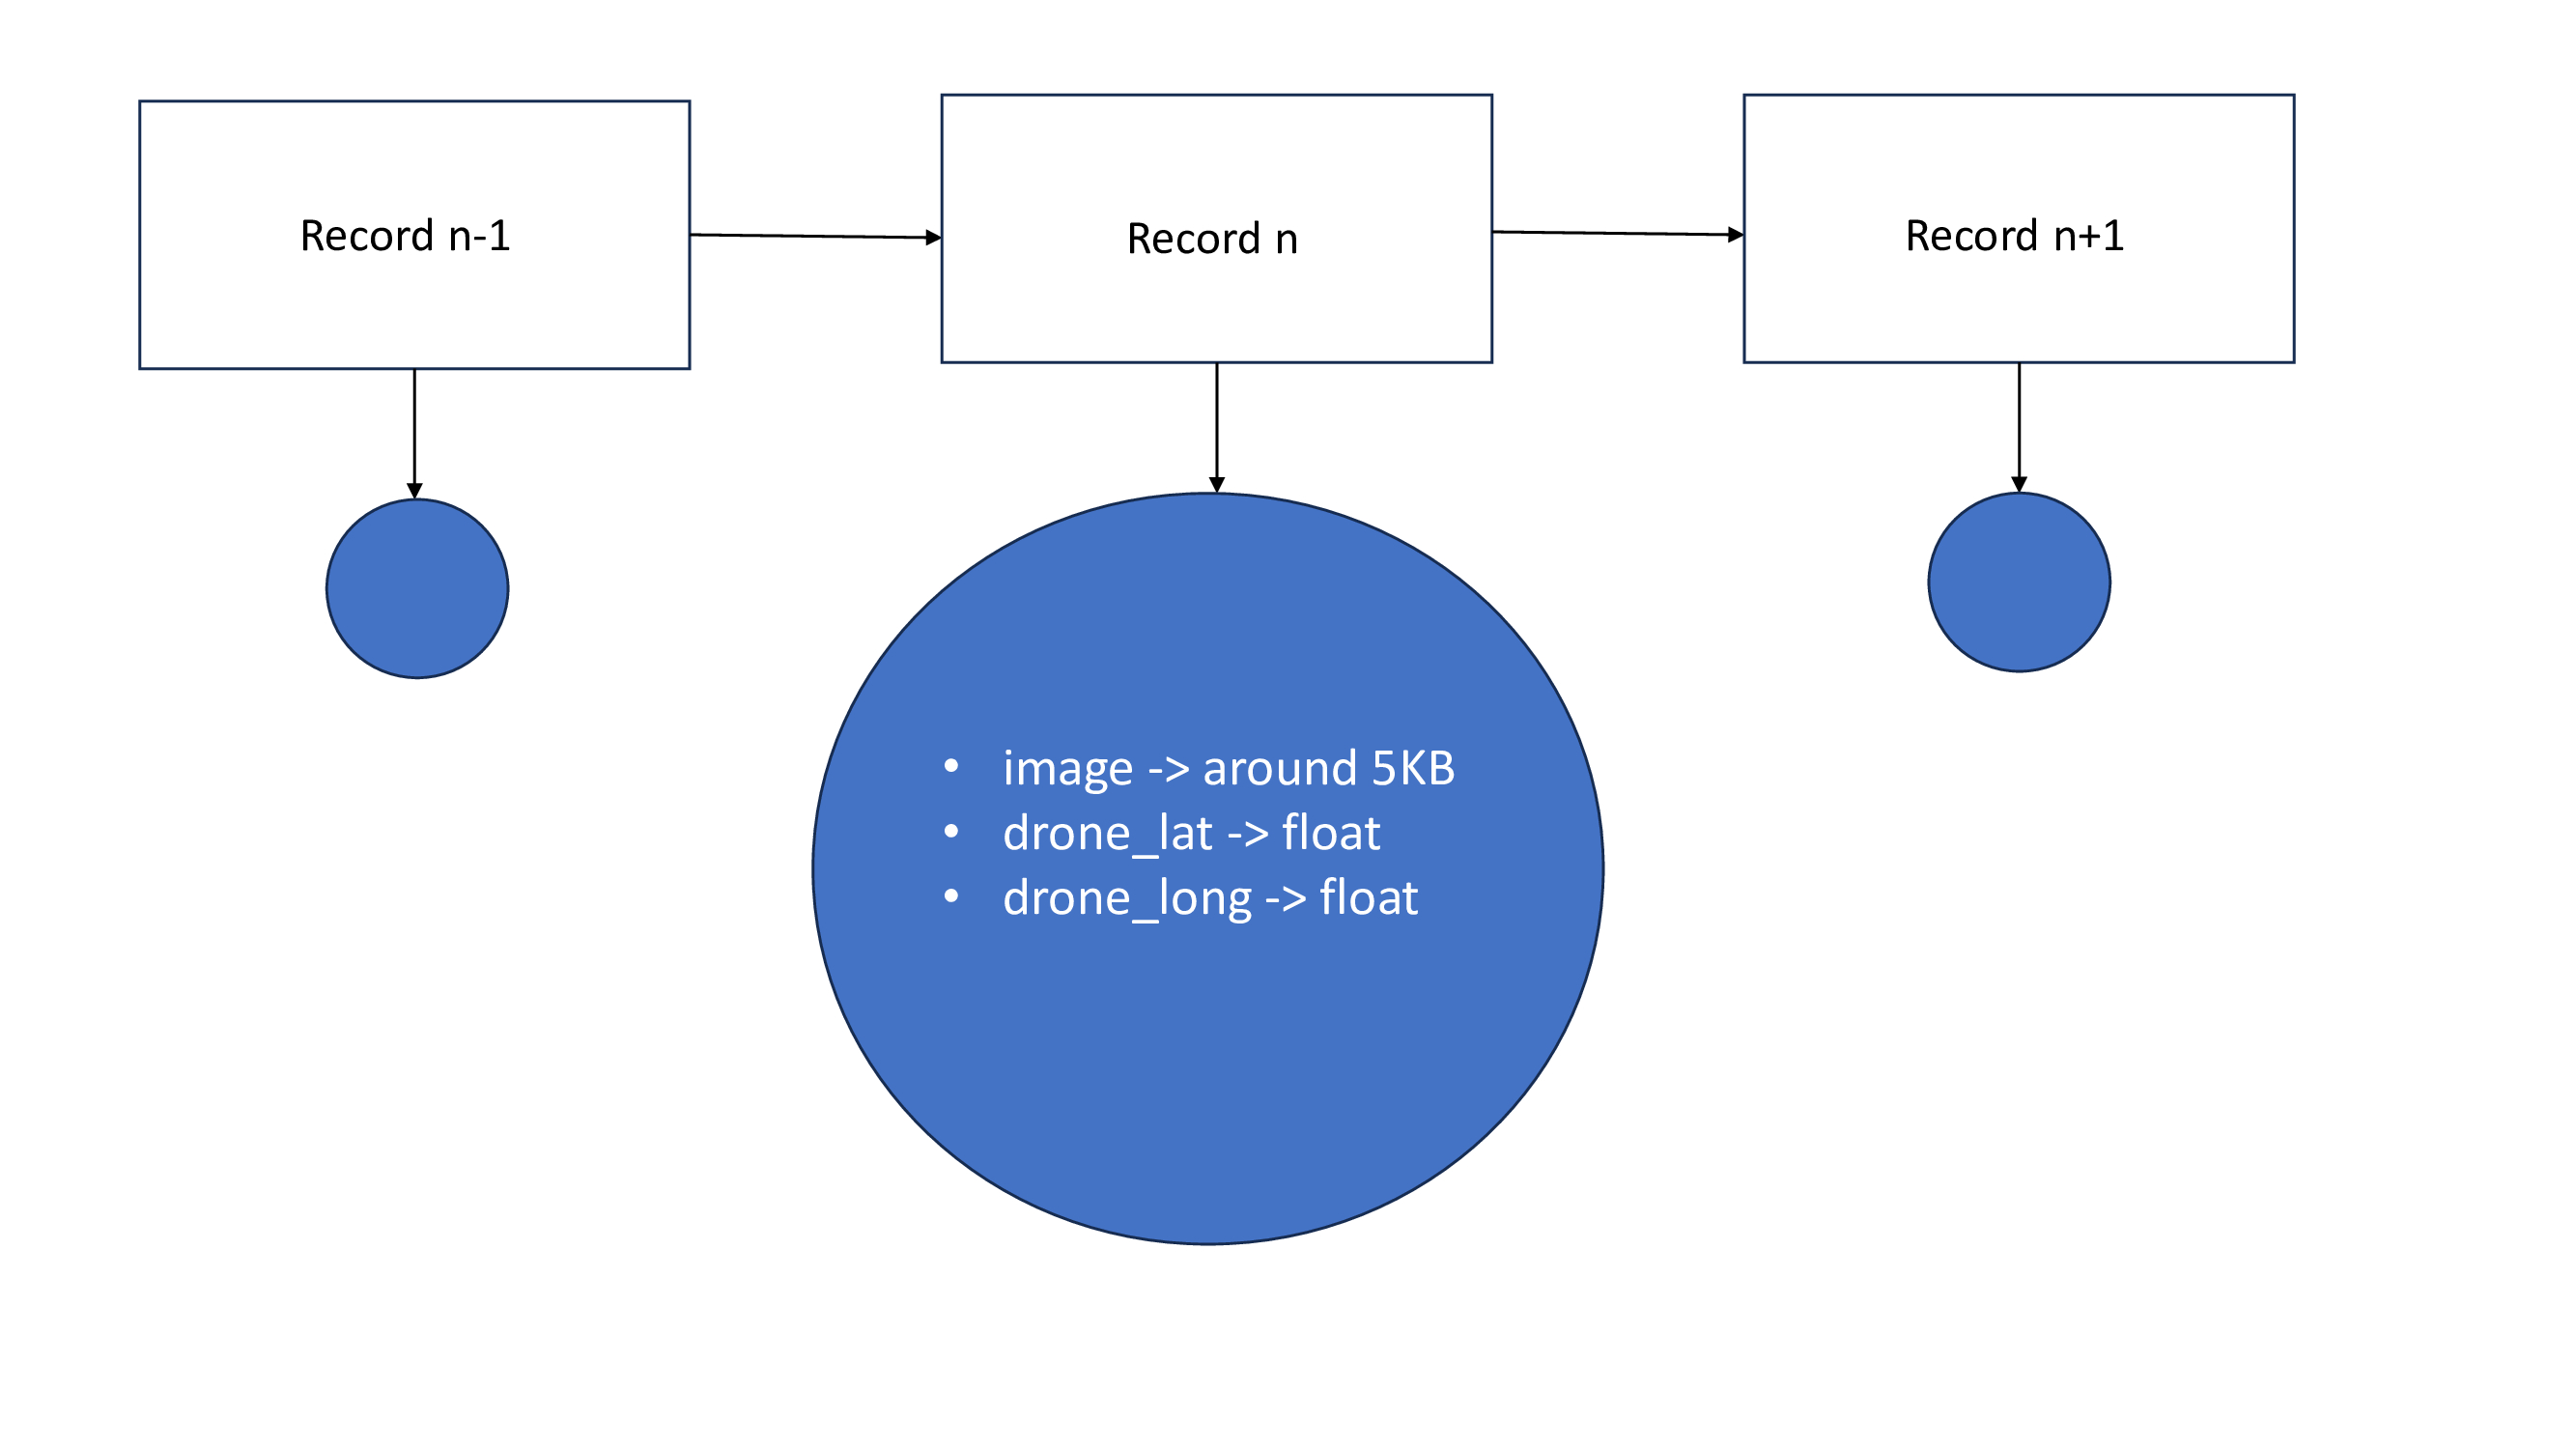 Record n-1
Record n
Record n+1
• image -> around 5KB
• drone_lat -> float
• drone_long -> float